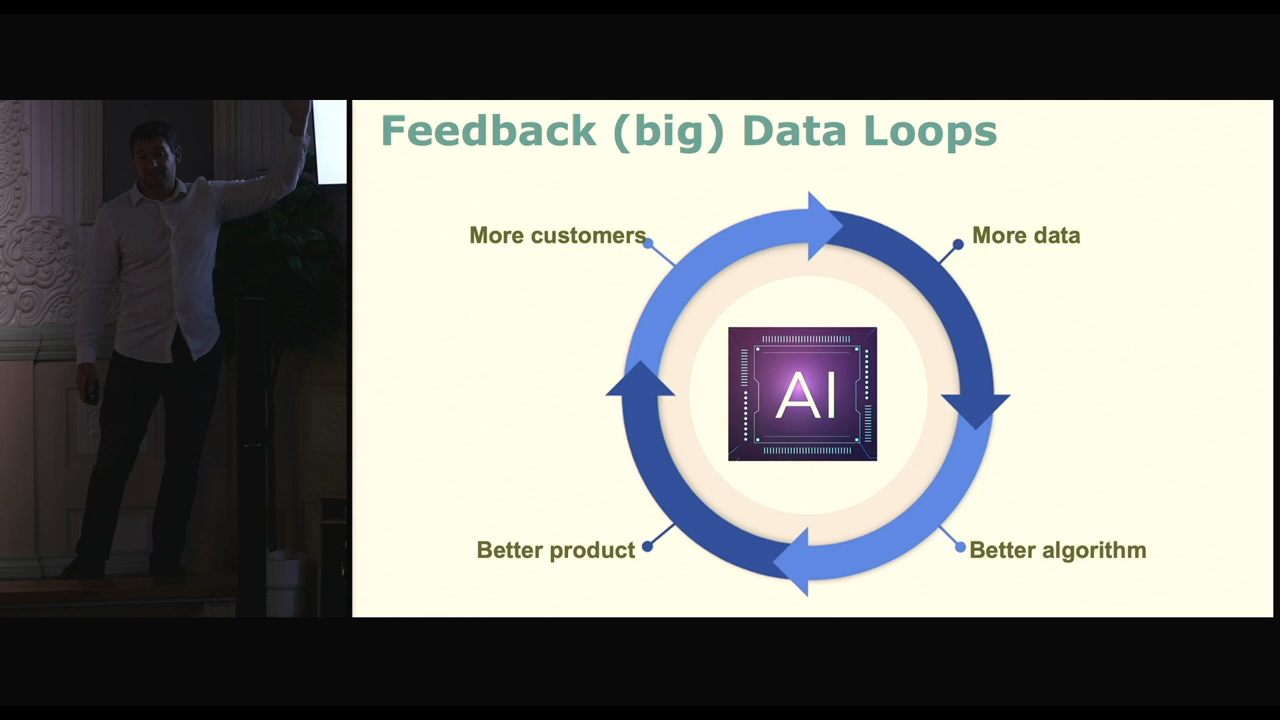 Feedback (big) Data Loops
More customers
More data
AI
Better product
Better algorithm